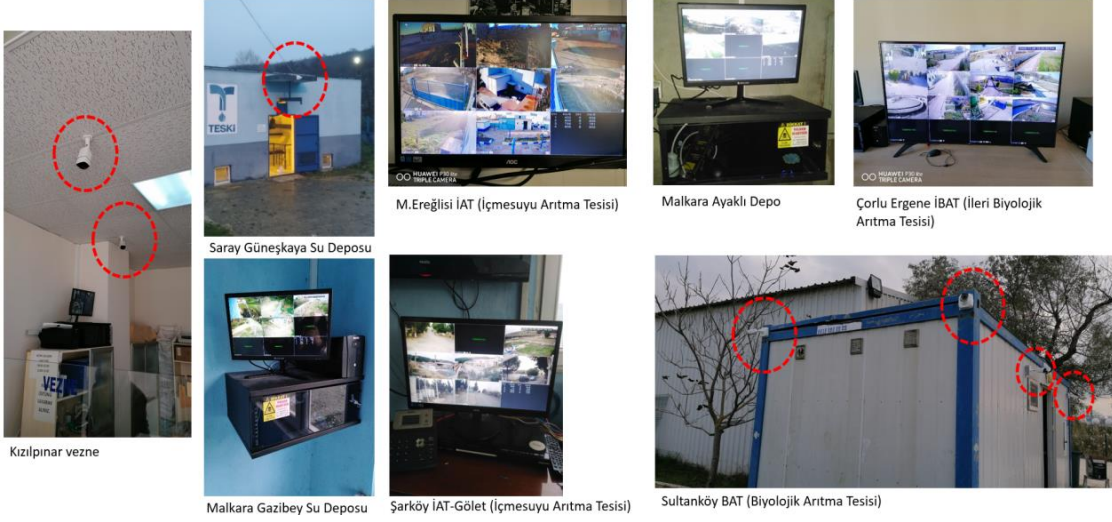 TESKİ
AOC
HUAWEI P30 lite
TRIPLE CAMERA
HUAWEI P30 lite
TRIPLE CAMERA
M.Ereğlisi İAT (İçmesuyu Arıtma Tesisi)
Malkara Ayaklı Depo
Çorlu Ergene İBAT (İleri Biyolojik
Arıtma Tesisi)
Saray Güneşkaya Su Deposu
VEZ
Kızılpınar vezne
Malkara Gazibey Su Deposu
Şarköy İAT-Gölet (İçmesuyu Arıtma Tesisi)
Sultanköy BAT (Biyolojik Arıtma Tesisi)